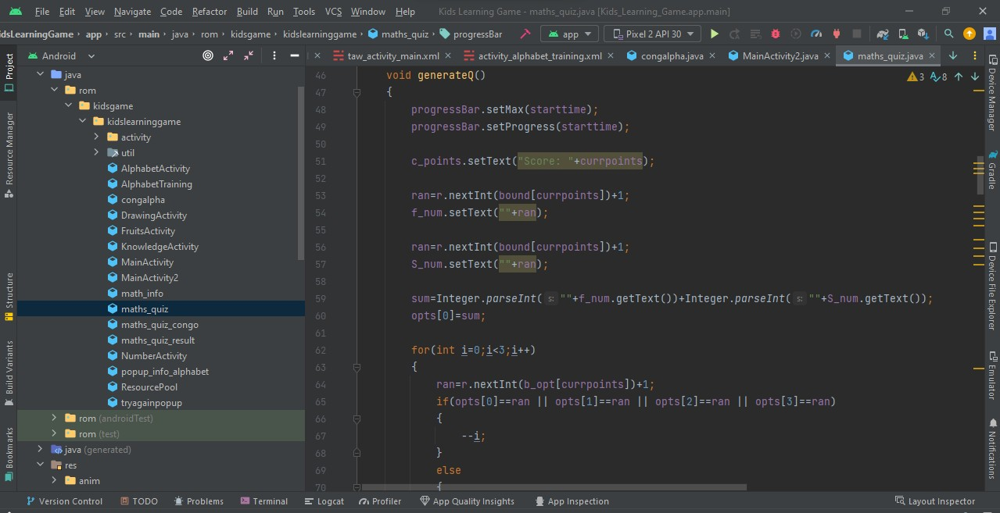 File Edit View Navigate Code Refactor Build Run Tools VCS Window Help Kids Learning Game - maths_quiz.java [Kids_Learning_Game.app.main]
idsLearningGame › app › src › main › java › rom › kidsgame › kidslearninggame › maths_quiz › progressBar app Pixel 2 API 30
Android
taw_activity_main.xml activity_alphabet_training.xml congalpha.java MainActivity2.java maths_quiz.java
Project
Resource Manager
Structure
Build Variants
Bookmarks
java
rom
kidsgame
kidslearninggame
activity
util
AlphabetActivity
AlphabetTraining
congalpha
DrawingActivity
FruitsActivity
KnowledgeActivity
MainActivity
MainActivity2
math_info
maths_quiz
maths_quiz_congo
maths_quiz_result
NumberActivity
popup_info_alphabet
ResourcePool
tryagainpopup
rom (androidTest)
rom (test)
java (generated)
res
anim
3 8
46 void generateQ()
47 {
48 progressBar.setMax(starttime);
49 progressBar.setProgress(starttime);
50
51 c_points.setText("Score: "+currpoints);
52
53 ran=r.nextInt(bound[currpoints])+1;
54 f_num.setText(""+ran);
55
56 ran=r.nextInt(bound[currpoints])+1;
57 S_num.setText(""+ran);
58
59 sum=Integer.parseInt( s: ""+f_num.getText())+Integer.parseInt( s: ""+S_num.getText());
60 opts[0]=sum;
61
62 for(int i=0;i<3;i++)
63 {
64 ran=r.nextInt(b_opt[currpoints])+1;
65 if(opts[0]==ran || opts[1]==ran || opts[2]==ran || opts[3]==ran)
66 {
67 --i;
68 }
69 else
70 {
Device Manager
Gradle
Device File Explorer
Emulator
Notifications
Version Control TODO Problems Terminal Logcat Profiler App Quality Insights App Inspection Layout Inspector